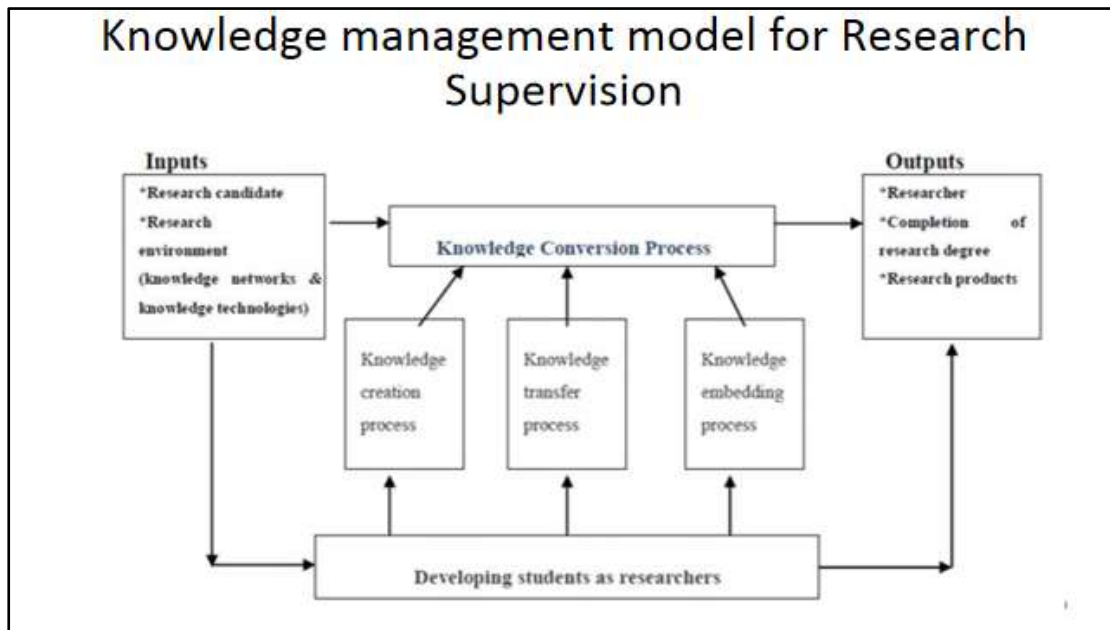 Knowledge management model for Research
Supervision
Inputs
*Research candidate
*Research
environment
(knowledge networks &
knowledge technologies)
Knowledge Conversion Process
Outputs
*Researcher
*Completion of
research degree
*Research products
Knowledge
creation
process
Knowledge
transfer
process
Knowledge
embedding
process
Developing students as researchers